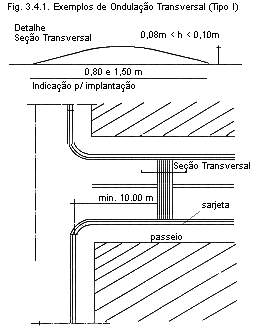 Fig. 3.4.1. Exemplos de Ondulação Transversal (Tipo I)
Detalhe
Seção Transversal
0,08m < h < 0,10m
0,80 e 1,50 m
Indicação p/ implantação
Seção Transversal
min. 10.00 m
sarjeta
passeio